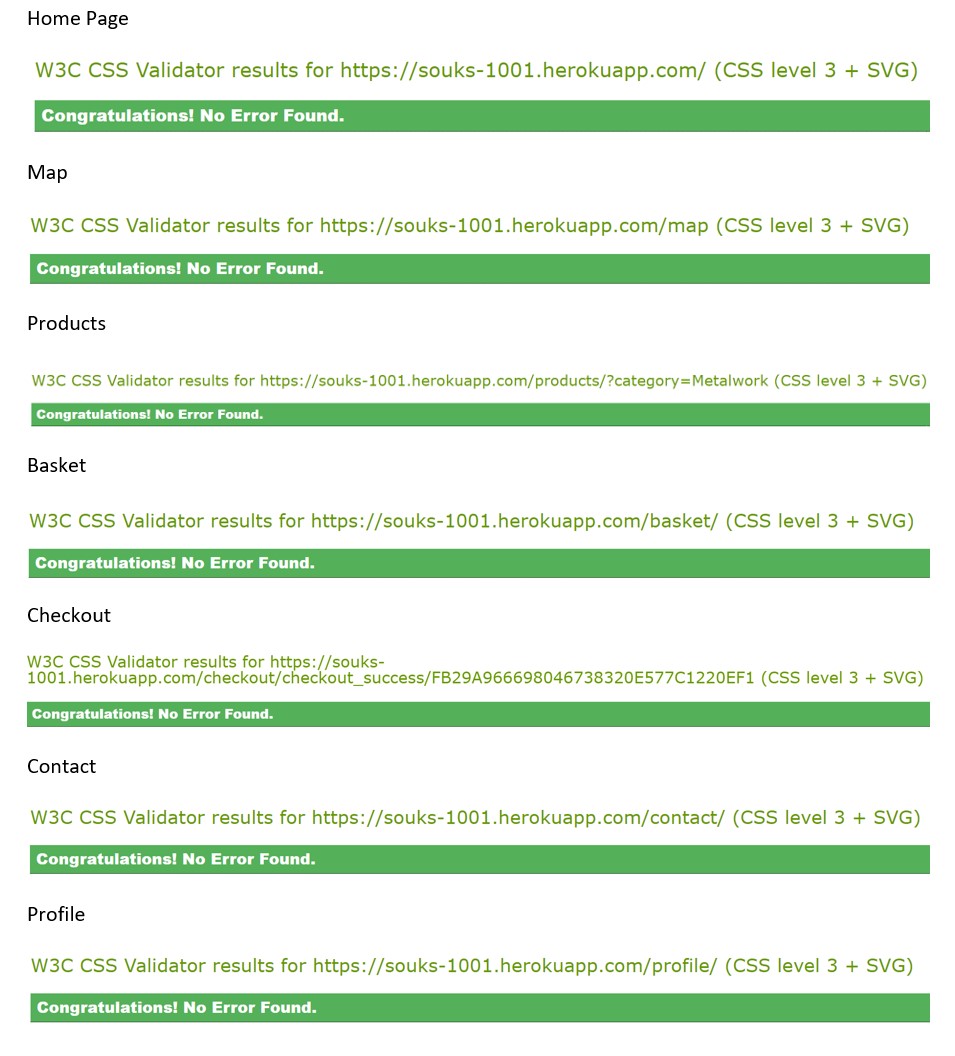 Home Page
W3C CSS Validator results for https://souks-1001.herokuapp.com/ (CSS level 3 + SVG)
Congratulations! No Error Found.
Map
W3C CSS Validator results for https://souks-1001.herokuapp.com/map (CSS level 3 + SVG)
Congratulations! No Error Found.
Products
W3C CSS Validator results for https://souks-1001.herokuapp.com/products/?category=Metalwork (CSS level 3 + SVG)
Congratulations! No Error Found.
Basket
W3C CSS Validator results for https://souks-1001.herokuapp.com/basket/ (CSS level 3 + SVG)
Congratulations! No Error Found.
Checkout
W3C CSS Validator results for https://souks-
1001.herokuapp.com/checkout/checkout_success/FB29A966698046738320E577C1220EF1 (CSS level 3 + SVG)
Congratulations! No Error Found.
Contact
W3C CSS Validator results for https://souks-1001.herokuapp.com/contact/ (CSS level 3 + SVG)
Congratulations! No Error Found.
Profile
W3C CSS Validator results for https://souks-1001.herokuapp.com/profile/ (CSS level 3 + SVG)
Congratulations! No Error Found.